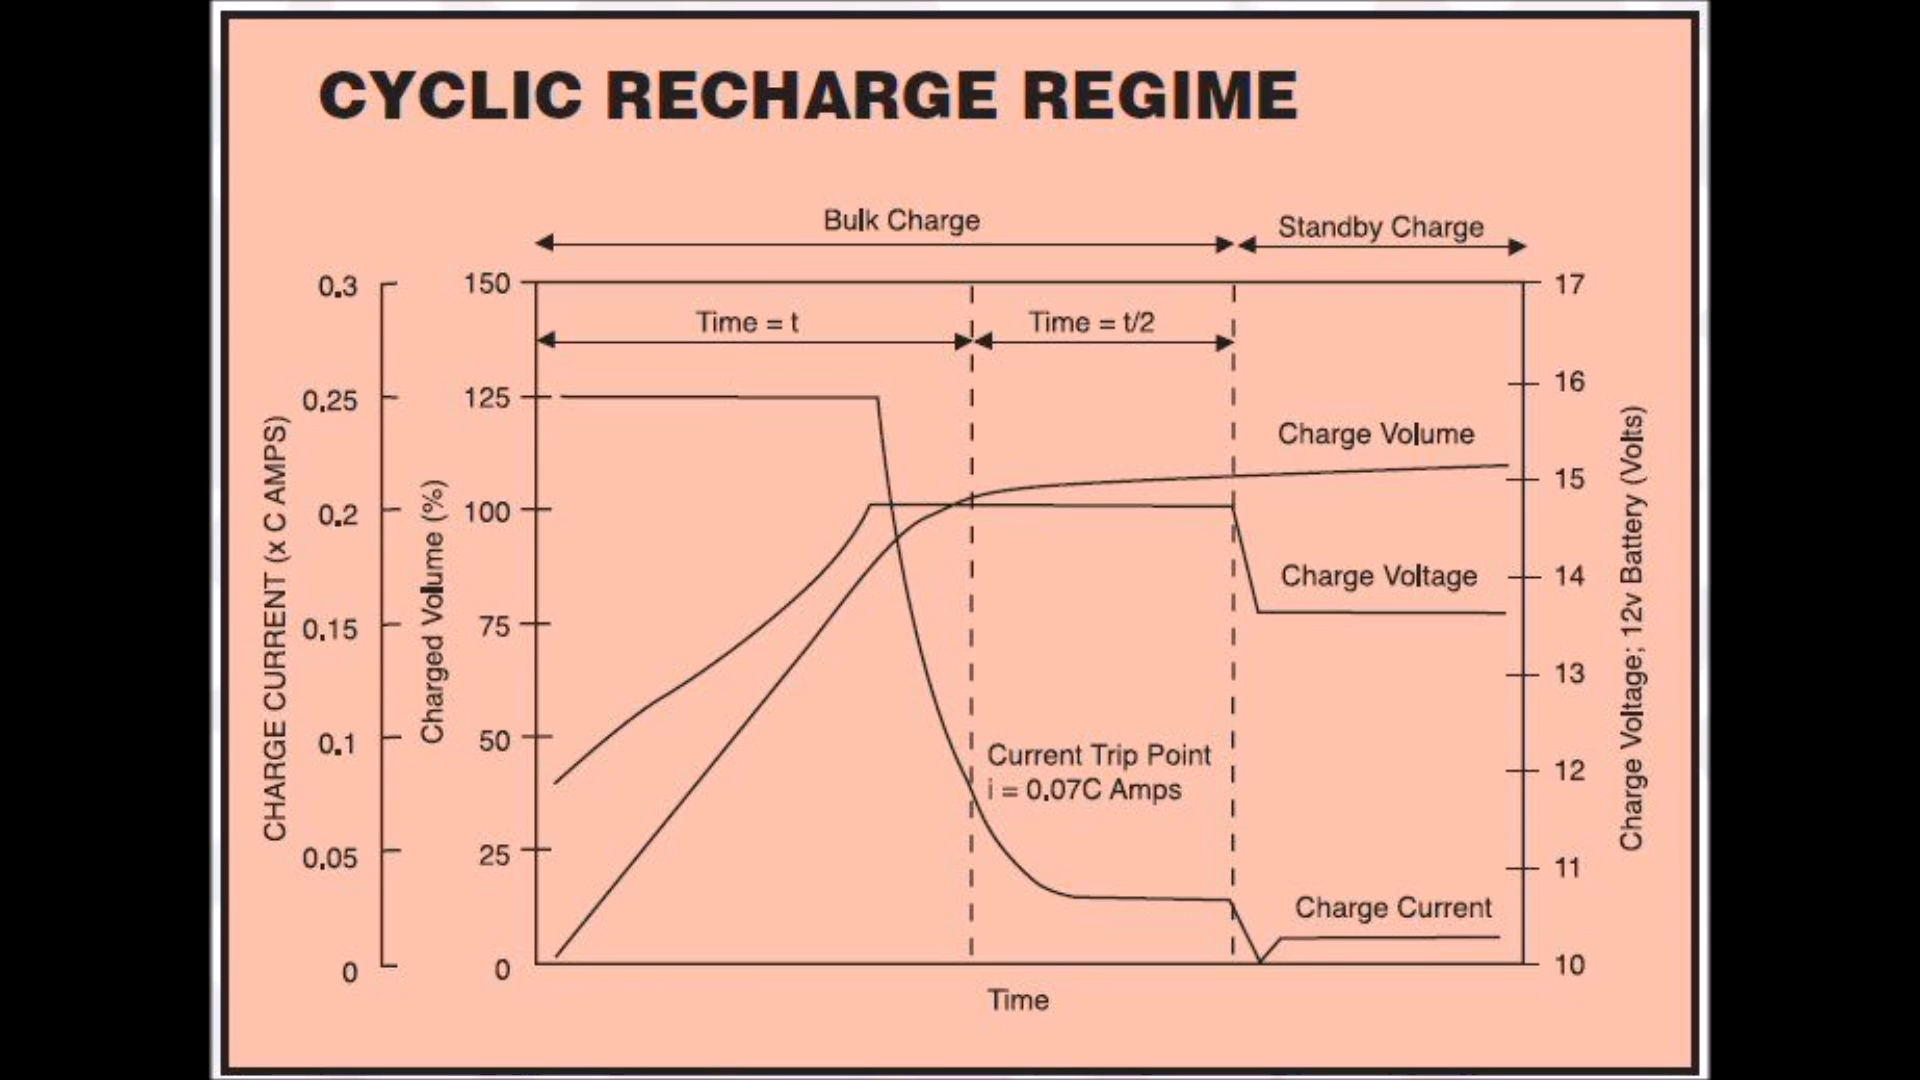 CYCLIC RECHARGE REGIME
Bulk Charge
Standby Charge
Time = t
Time = t/2
CHARGE CURRENT (x C AMPS)
0.3
0.25
0.2
0.15
0.1
0.05
0
Charged Volume (%)
150
125
100
75
50
25
0
Charge Volume
Charge Voltage
Current Trip Point
i = 0.07C Amps
Charge Current
17
16
15
14
13
12
11
10
Charge Voltage; 12v Battery (Volts)
Time